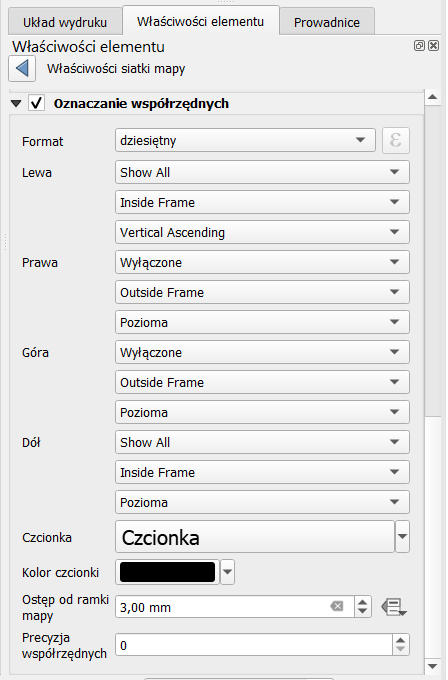 Układ wydruku Właściwości elementu Prowadnice
Właściwości elementu
Właściwości siatki mapy
Oznaczanie współrzędnych
Format dziesiętny ε
Lewa Show All
Inside Frame
Vertical Ascending
Prawa Wyłączone
Outside Frame
Pozioma
Góra Wyłączone
Outside Frame
Pozioma
Dół Show All
Inside Frame
Pozioma
Czcionka Czcionka
Kolor czcionki
Ostęp od ramki
mapy
3,00 mm
Precyzja
współrzędnych
0